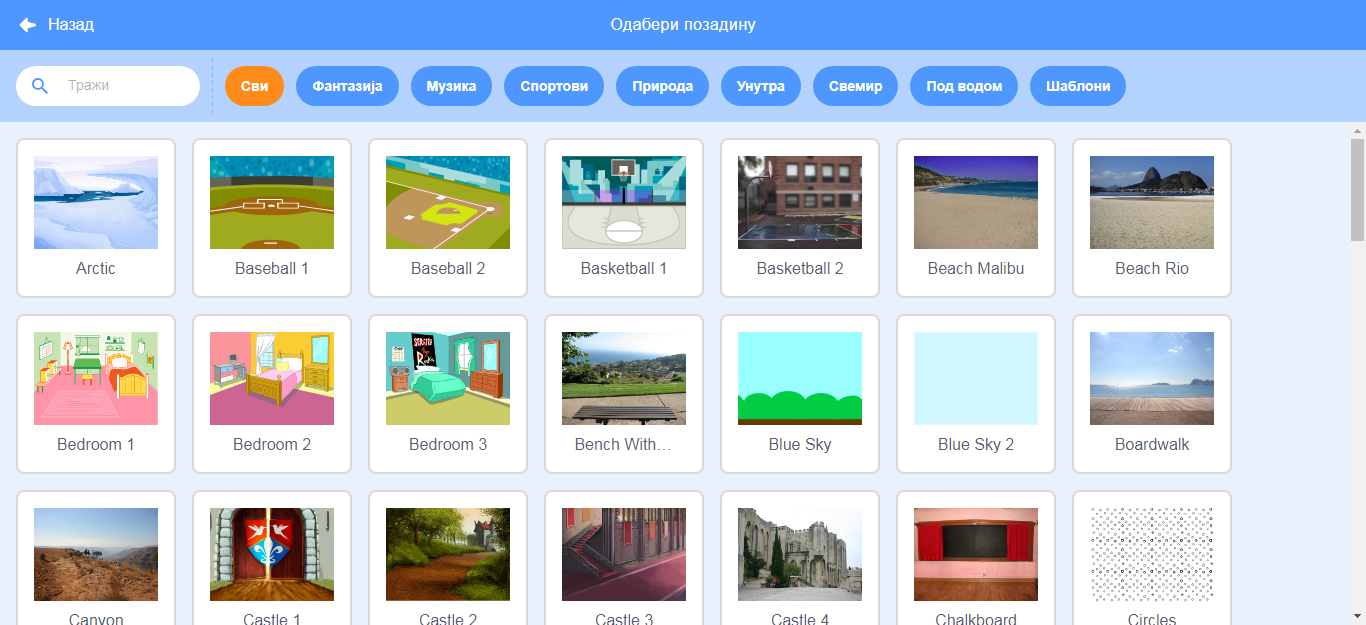 Назад
Одабери позадину
Тражи
Сви
Фантазија
Музика
Спортови
Природа
Унутра
Свемир
Под водом
Шаблони
Arctic
Baseball 1
Baseball 2
Basketball 1
Basketball 2
Beach Malibu
Beach Rio
Bedroom 1
Bedroom 2
Bedroom 3
Bench With...
Blue Sky
Blue Sky 2
Boardwalk
Canyon
Castle 1
Castle 2
Castle 3
Castle 4
Chalkboard
Circles